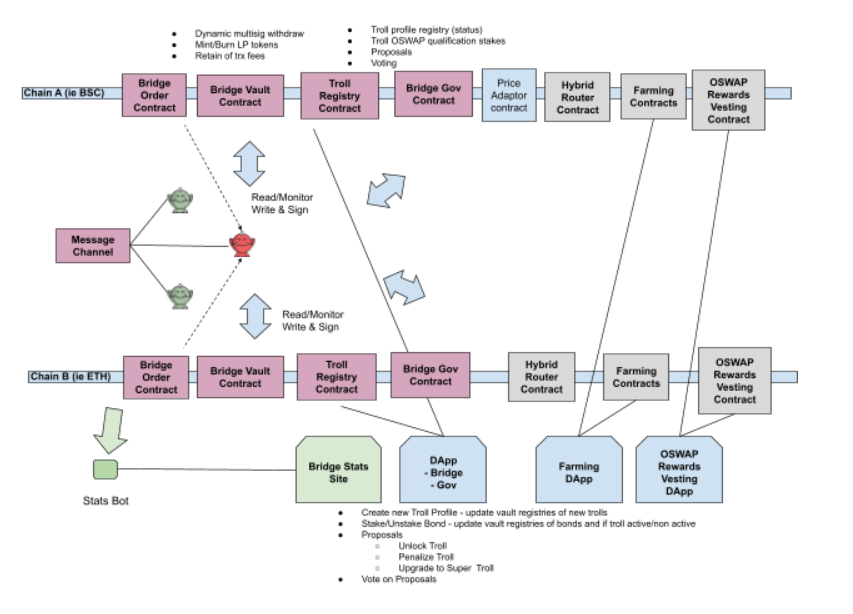 Dynamic multisig withdraw
Mint/Burn LP tokens
Retain of trx fees
Troll profile registry (status)
Troll OSWAP qualification stakes
Proposals
Voting
Chain A (ie BSC)
Bridge
Order
Contract
Bridge Vault
Contract
Troll
Registry
Contract
Bridge Gov
Contract
Price
Adaptor
contract
Hybrid
Router
Contract
Farming
Contracts
OSWAP
Rewards
Vesting
Contract
Read/Monitor
Write & Sign
Message
Channel
Read/Monitor
Write & Sign
Chain B (ie ETH)
Bridge
Order
Contract
Bridge Vault
Contract
Troll
Registry
Contract
Bridge Gov
Contract
Hybrid
Router
Contract
Farming
Contracts
OSWAP
Rewards
Vesting
Contract
Stats Bot
Bridge Stats
Site
DApp
- Bridge
- Gov
Farming
DApp
OSWAP
Rewards
Vesting
DApp
Create new Troll Profile - update vault registries of new trolls
Stake/Unstake Bond - update vault registries of bonds and if troll active/non active
Proposals
Unlock Troll
Penalize Troll
Upgrade to Super Troll
Vote on Proposals